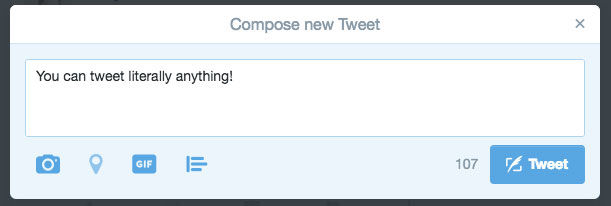 Compose new Tweet
×
You can tweet literally anything!
GIF 107 Tweet